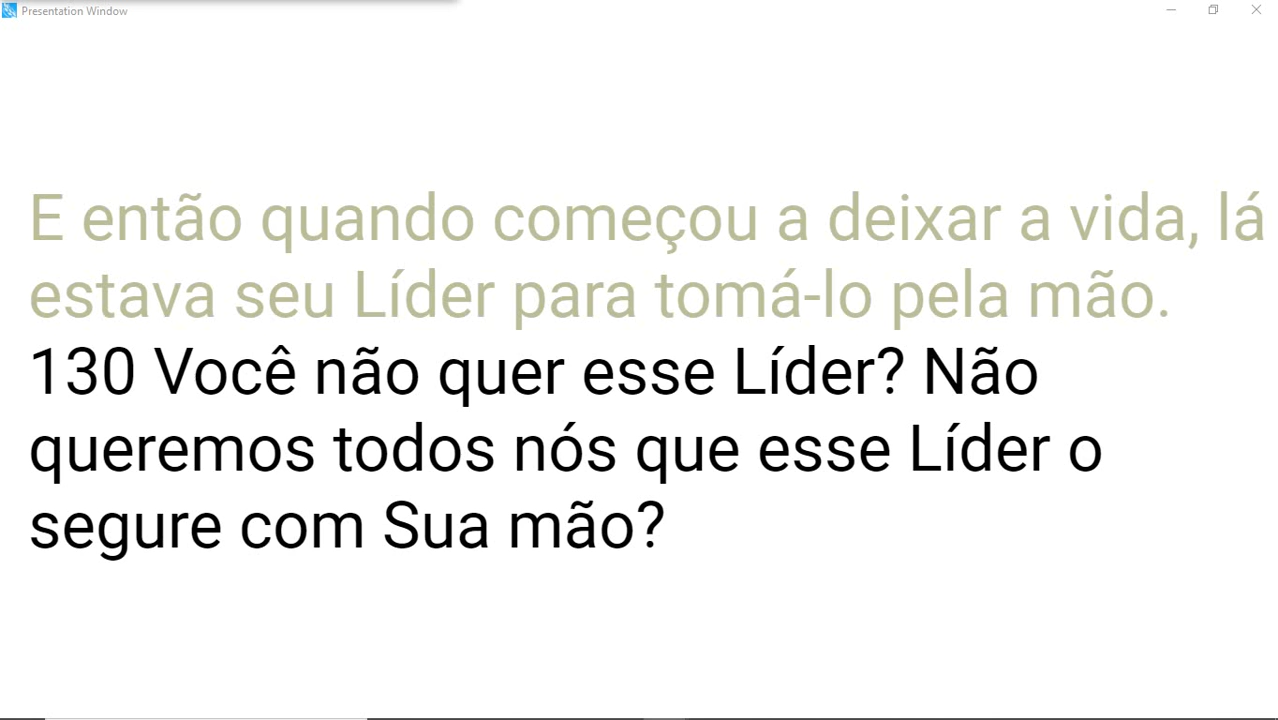 Presentation Window
E então quando começou a deixar a vida, lá
estava seu Líder para tomá-lo pela mão.
130 Você não quer esse Líder? Não
queremos todos nós que esse Líder o
segure com Sua mão?